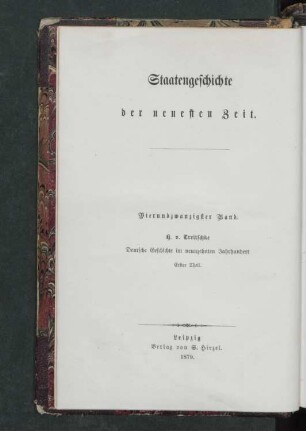 Staatengeschichte
der neuesten Zeit.
Vierundzwanzigster Band.
H. v. Treitschke
Deutsche Geschichte im neunzehnten Jahrhundert
Erster Theil.
Leipzig
Verlag von S. Hirzel.
1879.